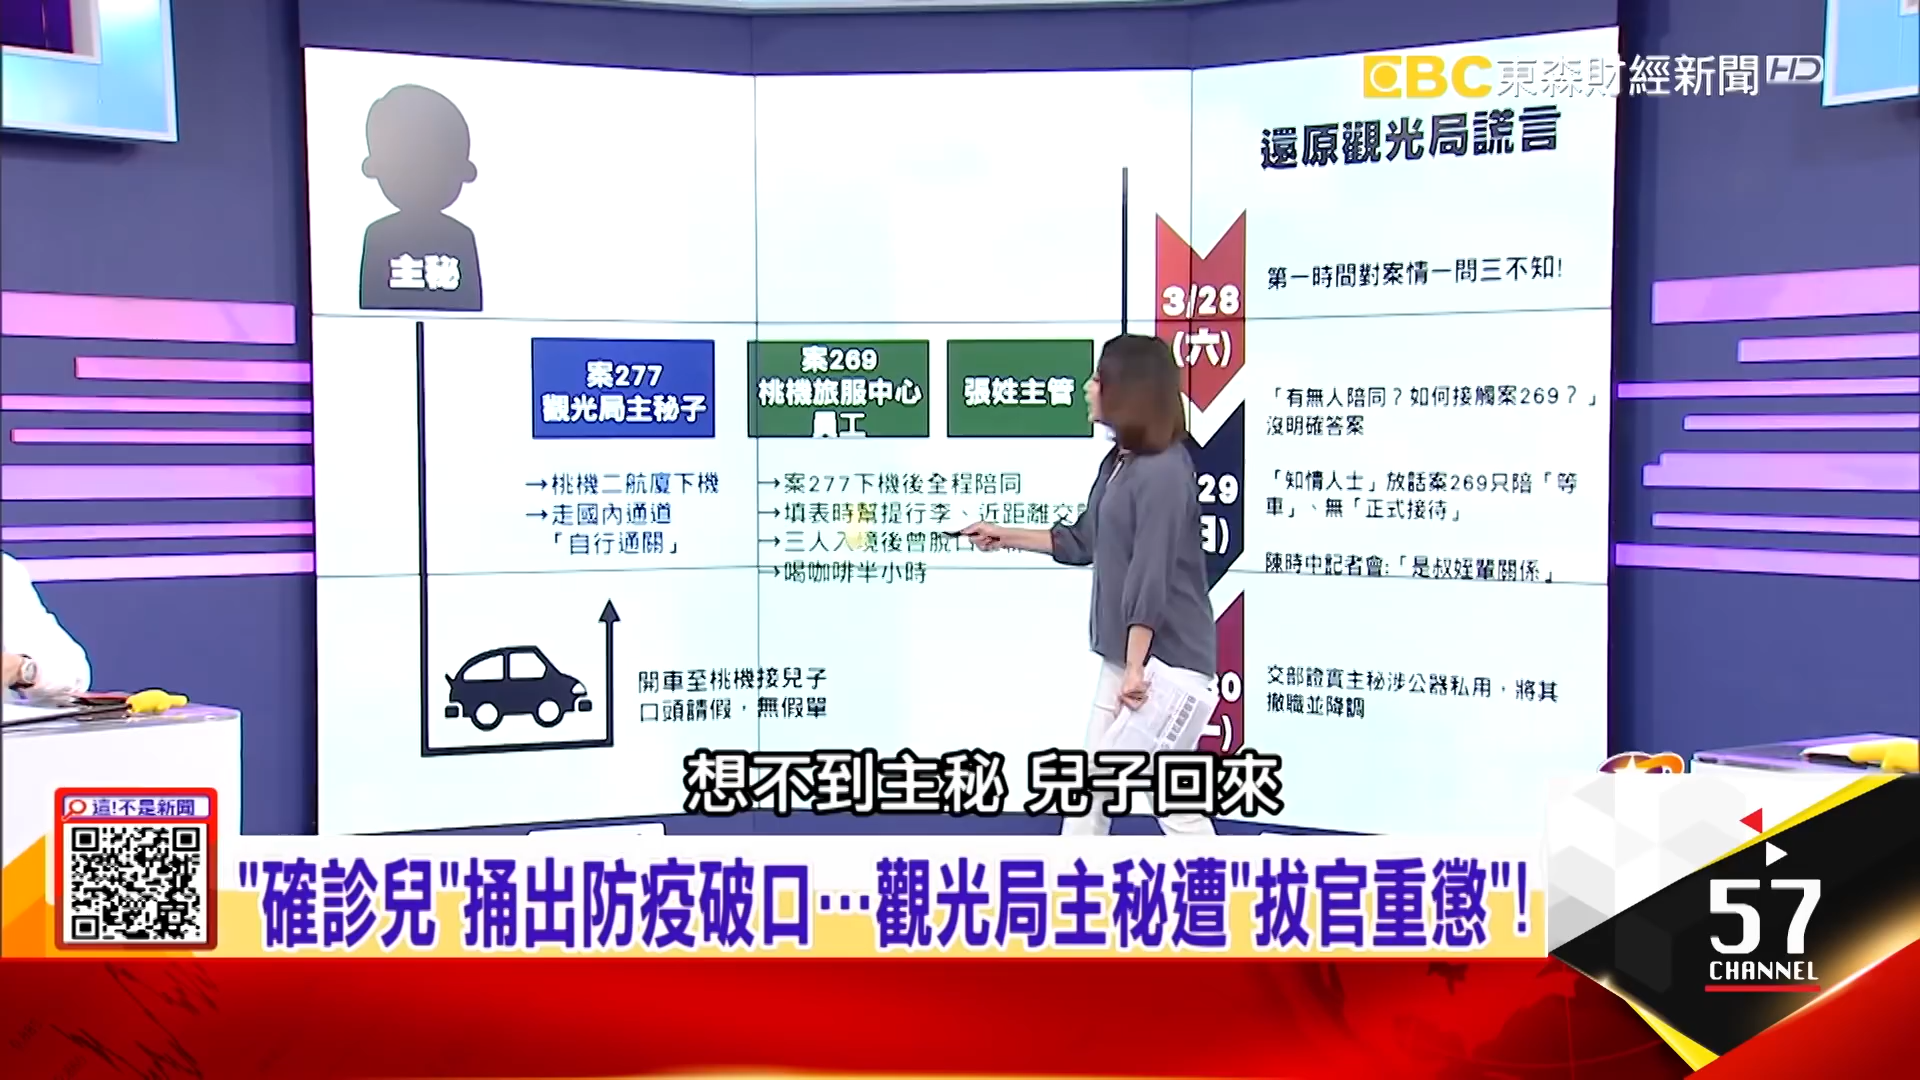 EBC東森財經新聞HD
還原觀光局謊言
主秘
3/28
(六)
第一時間對案情一問三不知!
案277
觀光局主秘子
案269
桃機旅服中心
員工
張姓主管
「有無人陪同?如何接觸案269?」
沒明確答案
→桃機二航廈下機
→走國內通道
「自行通關」
→案277下機後全程陪同
→填表時幫提行李、近距離交
→三人入境後曾脫口
→喝咖啡半小時
29
「知情人士」放話案269只陪「等
車」、無「正式接待」
陳時中記者會:「是叔姪輩關係」
開車至桃機接兒子
口頭請假,無假單
交部證實主秘涉公器私用,將其
撤職並降調
想不到主秘 兒子回來
這!不是新聞
"確診兒"捅出防疫破口…觀光局主秘遭"拔官重懲"!
57
CHANNEL